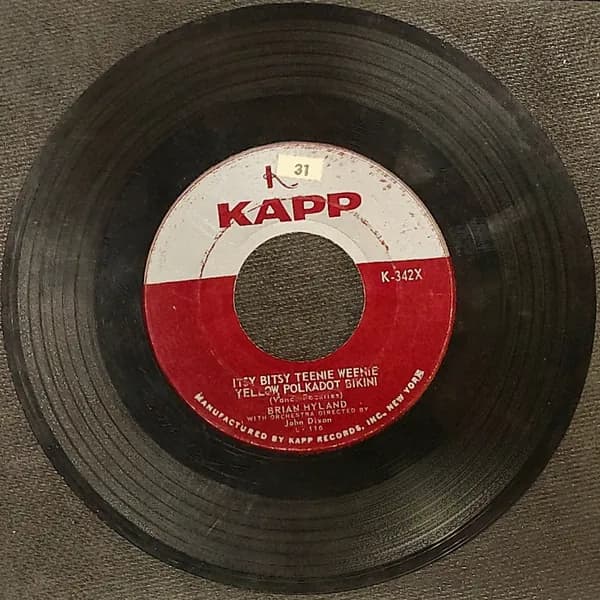 K 31
KAPP
K-342X
ITSY BITSY TEENIE WEENIE
YELLOW POLKADOT BIKINI
BRIAN HYLAND
WITH ORCHESTRA DIRECTED BY
John Dixon
MANUFACTURED BY KAPP RECORDS, INC. NEW YORK